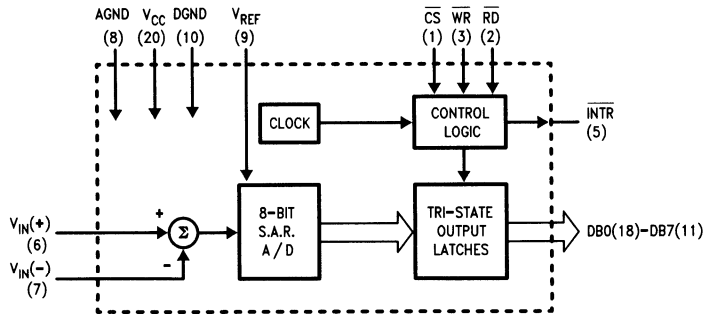 AGND VCC DGND VREF CS WR RD
(8) (20) (10) (9) (1) (3) (2)
CLOCK
CONTROL
LOGIC
INTR
(5)
VIN(+)
(6)
+
Σ
8-BIT
S.A.R.
A/D
TRI-STATE
OUTPUT
LATCHES
DB0(18)-DB7(11)
VIN(-)
(7)
-